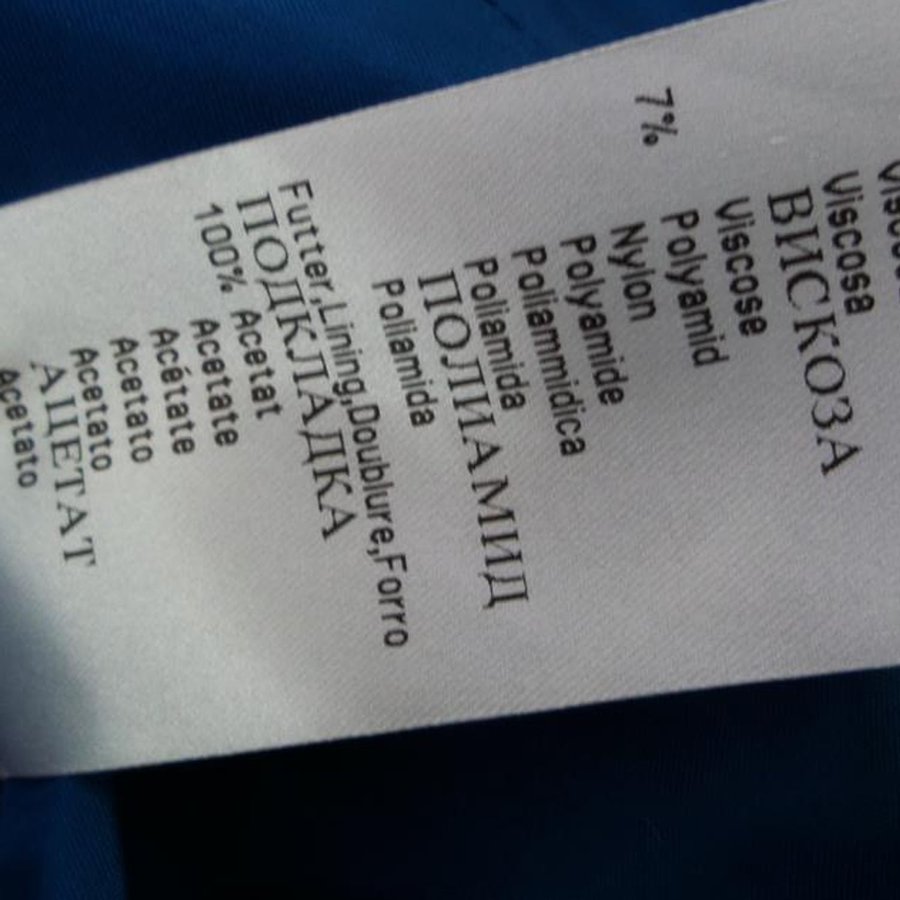 Viscosa
ВИСКОЗА
Viscose
7% Polyamid
Nylon
Polyamide
Poliammidica
Poliamida
ПОЛИАМИД
Poliamida
Futter,Lining,Doublure,Forro
ПОДКЛАДКА
100% Acetat
Acetate
Acétate
Acetato
Acetato
АЦЕТАТ
Acetato